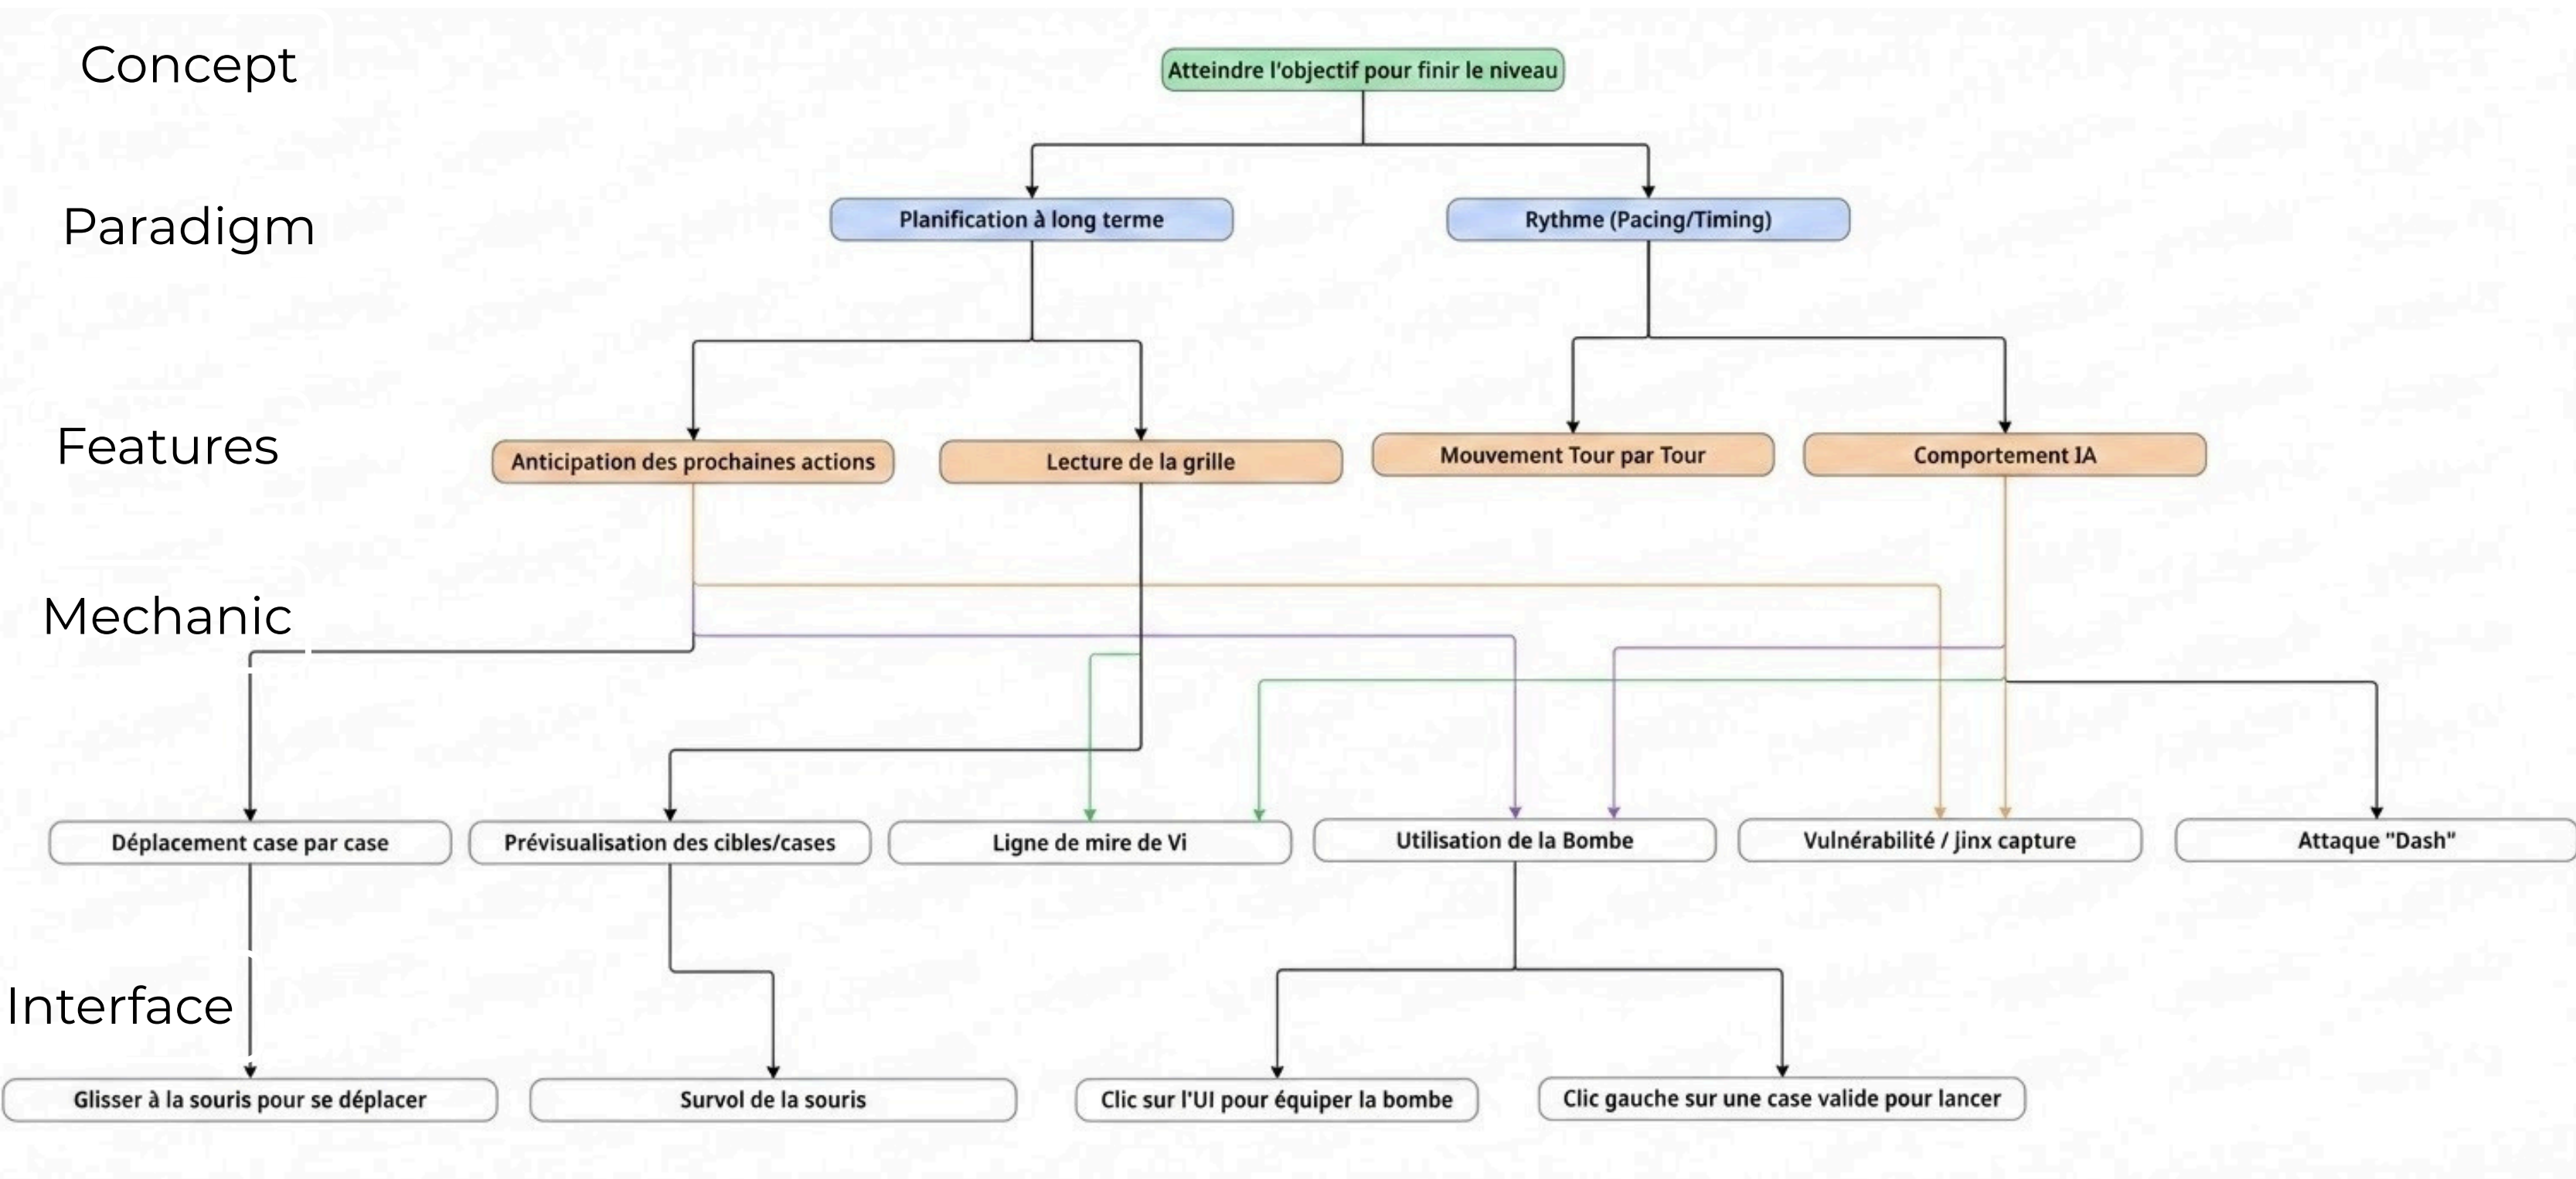 Concept
Atteindre l'objectif pour finir le niveau
Paradigm
Planification à long terme
Rythme (Pacing/Timing)
Features
Anticipation des prochaines actions
Lecture de la grille
Mouvement Tour par Tour
Comportement IA
Mechanic
Déplacement case par case
Prévisualisation des cibles/cases
Ligne de mire de Vi
Utilisation de la Bombe
Vulnérabilité / Jinx capture
Attaque "Dash"
Interface
Glisser à la souris pour se déplacer
Survol de la souris
Clic sur l'UI pour équiper la bombe
Clic gauche sur une case valide pour lancer